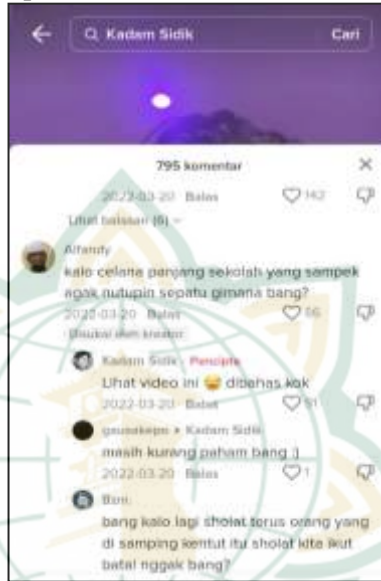 Kadam Sidik Cari
795 komentar
2022-03-20 Balas 142
Lihat balasan (6)
Alfandy
kalo celana panjang sekolah yang sampek
agak nutupin sepatu gimana bang?
2022-03-20 Balas 56
Disukai oleh kreator
Kadam Sidik · Pencipta
Lihat video ini 😅 dibahas kok
2022-03-20 Balas 51
Kadam Sidik
masih kurang paham bang :)
2022-03-20 Balas 1
bang kalo lagi sholat terus orang yang
di samping kentut itu sholat kita ikut
batal nggak bang?